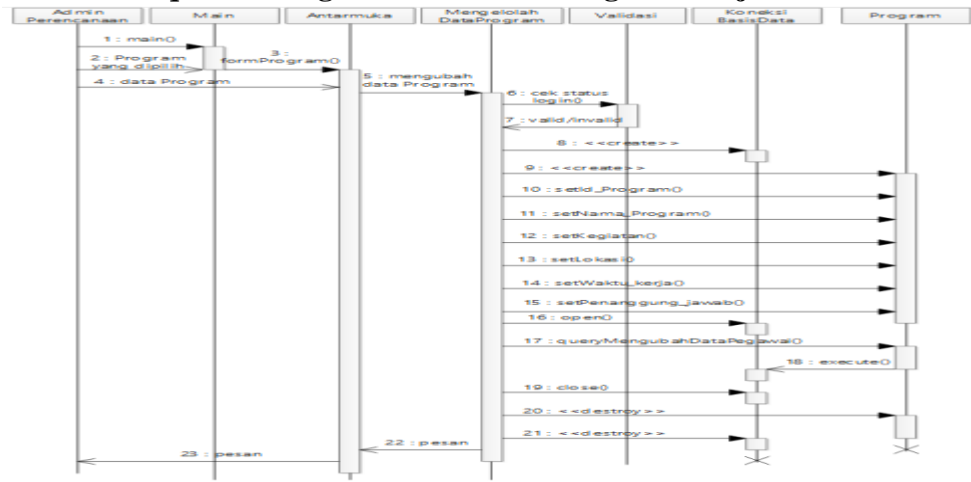 Admin
Perencanaan
Main
Antarmuka
Mengelolah
DataProgram
Validasi
Koneksi
BasisData
Program
1 : main()
2 : Program
yang dipilih
3 :
formProgram()
4 : data Program
5 : mengubah
data Program
6 : cek status
login()
7 : valid/invalid
8 : <<create>>
9 : <<create>>
10 : setId_Program()
11 : setNama_Program()
12 : setKegiatan()
13 : setLokasi()
14 : setWaktu_kerja()
15 : setPenanggung_jawab()
16 : open()
17 : queryMengubahDataPegawai()
18 : execute()
19 : close()
20 : <<destroy>>
21 : <<destroy>>
22 : pesan
23 : pesan